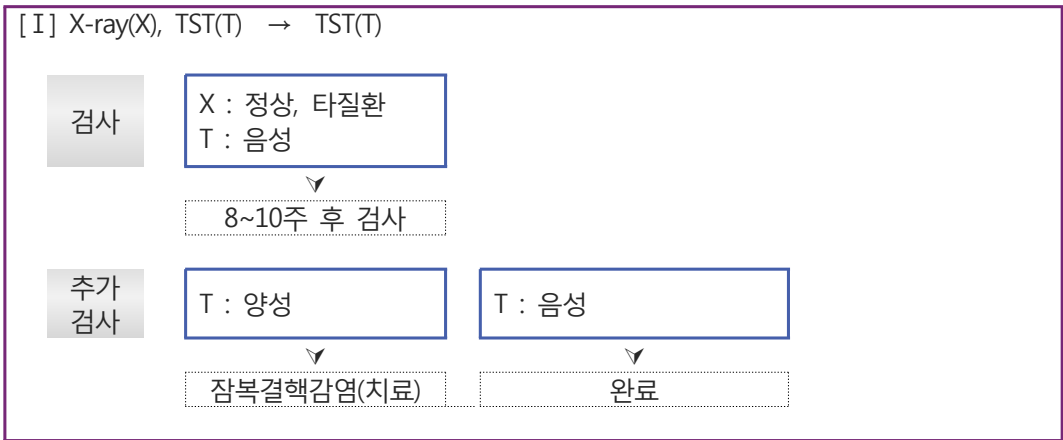 [Ⅰ] X-ray(X), TST(T) → TST(T)
검사
X : 정상, 타질환
T : 음성
8~10주 후 검사
추가
검사
T : 양성
T : 음성
잠복결핵감염(치료)
완료